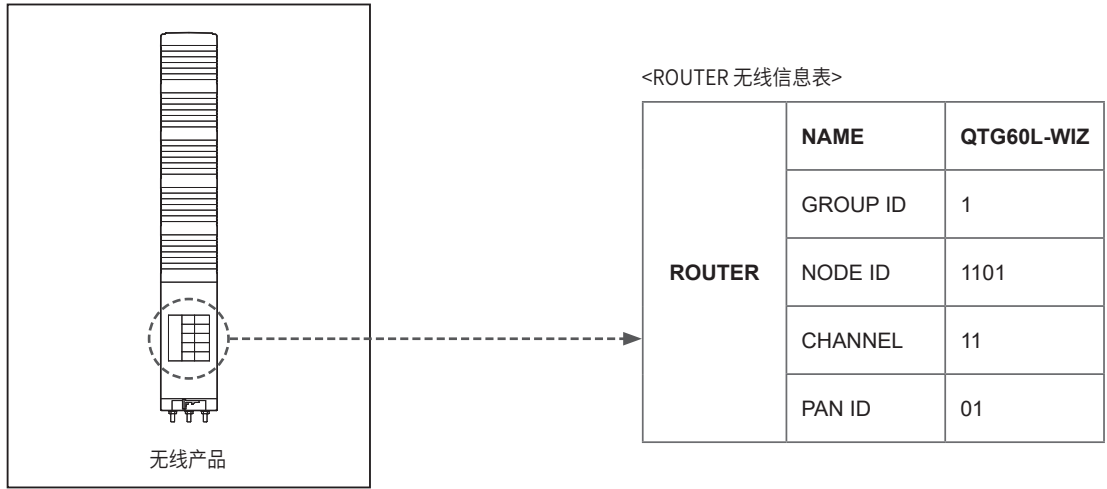 <ROUTER 无线信息表>
ROUTER
NAME QTG60L-WIZ
GROUP ID 1
NODE ID 1101
CHANNEL 11
PAN ID 01
无线产品